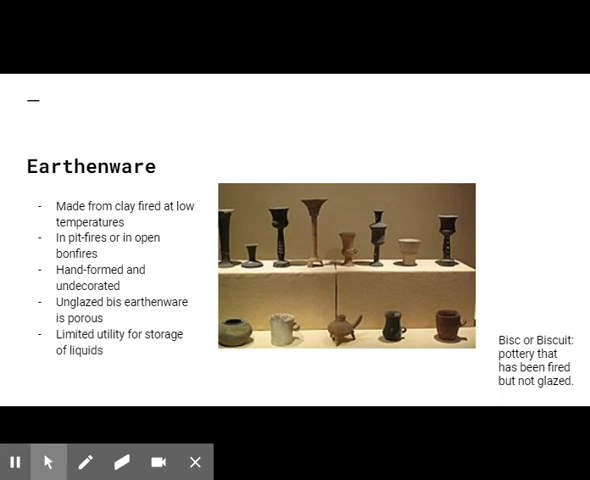 Earthenware
- Made from clay fired at low
temperatures
- In pit-fires or in open
bonfires
- Hand-formed and
undecorated
- Unglazed bis earthenware
is porous
- Limited utility for storage
of liquids
Bisc or Biscuit:
pottery that
has been fired
but not glazed.